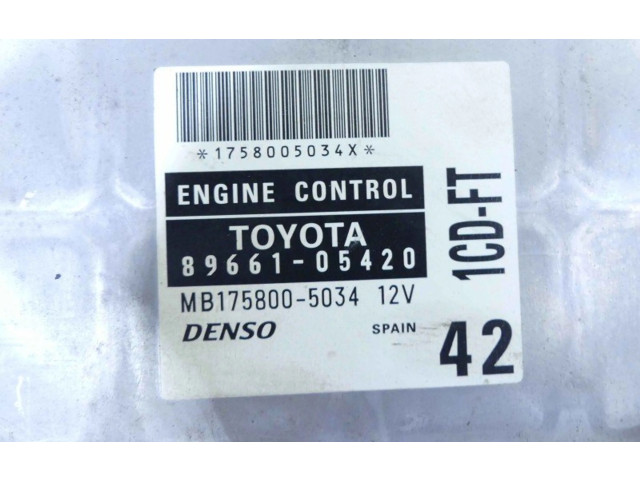 *1758005034X*
ENGINE CONTROL
TOYOTA
89661-05420
MB175800-5034 12V
DENSO SPAIN
1CD-FT
42